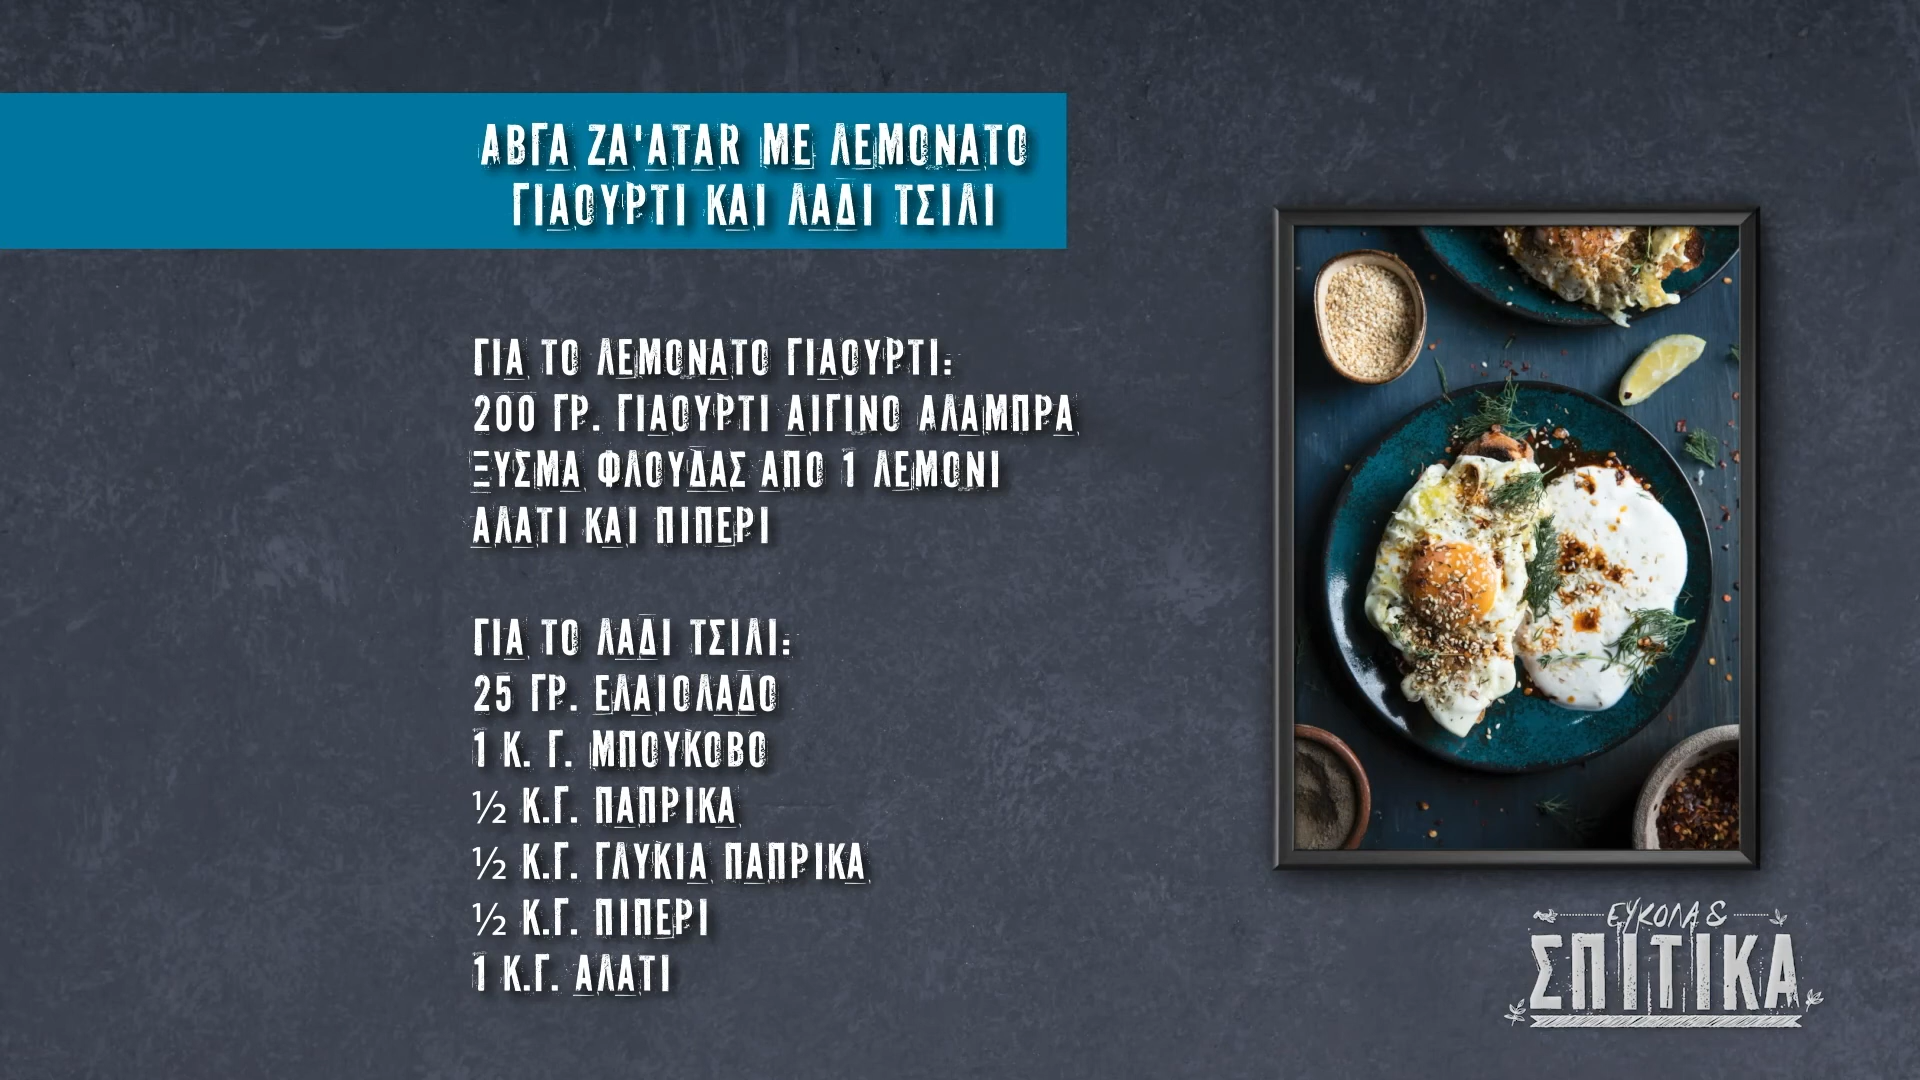 ΑΒΓΑ ZA'ATAR ΜΕ ΛΕΜΟΝΑΤΟ
ΓΙΑΟΥΡΤΙ ΚΑΙ ΛΑΔΙ ΤΣΙΛΙ
ΓΙΑ ΤΟ ΛΕΜΟΝΑΤΟ ΓΙΑΟΥΡΤΙ:
200 ΓΡ. ΓΙΑΟΥΡΤΙ ΑΙΓΙΝΟ ΑΛΑΜΠΡΑ
ΞΥΣΜΑ ΦΛΟΥΔΑΣ ΑΠΟ 1 ΛΕΜΟΝΙ
ΑΛΑΤΙ ΚΑΙ ΠΙΠΕΡΙ
ΓΙΑ ΤΟ ΛΑΔΙ ΤΣΙΛΙ:
25 ΓΡ. ΕΛΑΙΟΛΑΔΟ
1 Κ. Γ. ΜΠΟΥΚΟΒΟ
½ Κ.Γ. ΠΑΠΡΙΚΑ
½ Κ.Γ. ΓΛΥΚΙΑ ΠΑΠΡΙΚΑ
½ Κ.Γ. ΠΙΠΕΡΙ
1 Κ.Γ. ΑΛΑΤΙ
ΕΥΚΟΛΑ &
ΣΠΙΤΙΚΑ